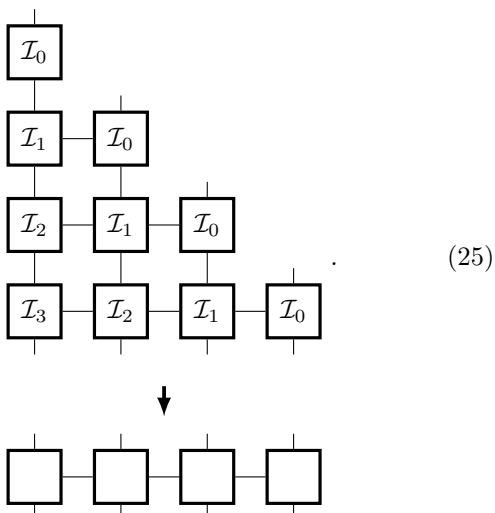 I₀
I₁ I₀
I₂ I₁ I₀
.
(25)
I₃ I₂ I₁ I₀